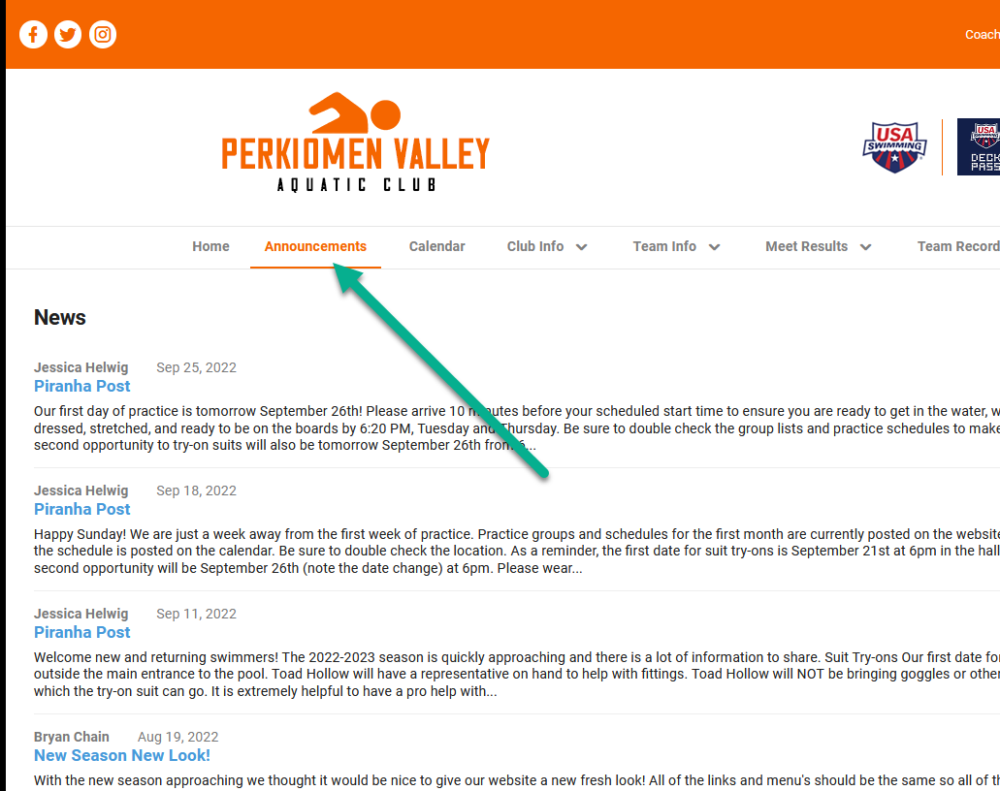 Coach
PERKIOMEN VALLEY
AQUATIC CLUB
USA
SWIMMING
USA
SWIMMING
DECK
PASS
Home Announcements Calendar Club Info Team Info Meet Results Team Record
News
Jessica Helwig Sep 25, 2022
Piranha Post
Our first day of practice is tomorrow September 26th! Please arrive 10 minutes before your scheduled start time to ensure you are ready to get in the water, w
dressed, stretched, and ready to be on the boards by 6:20 PM, Tuesday and Thursday. Be sure to double check the group lists and practice schedules to make
second opportunity to try-on suits will also be tomorrow September 26th from 6...
Jessica Helwig Sep 18, 2022
Piranha Post
Happy Sunday! We are just a week away from the first week of practice. Practice groups and schedules for the first month are currently posted on the website
the schedule is posted on the calendar. Be sure to double check the location. As a reminder, the first date for suit try-ons is September 21st at 6pm in the hall
second opportunity will be September 26th (note the date change) at 6pm. Please wear...
Jessica Helwig Sep 11, 2022
Piranha Post
Welcome new and returning swimmers! The 2022-2023 season is quickly approaching and there is a lot of information to share. Suit Try-ons Our first date for
outside the main entrance to the pool. Toad Hollow will have a representative on hand to help with fittings. Toad Hollow will NOT be bringing goggles or other
which the try-on suit can go. It is extremely helpful to have a pro help with...
Bryan Chain Aug 19, 2022
New Season New Look!
With the new season approaching we thought it would be nice to give our website a new fresh look! All of the links and menu's should be the same so all of th